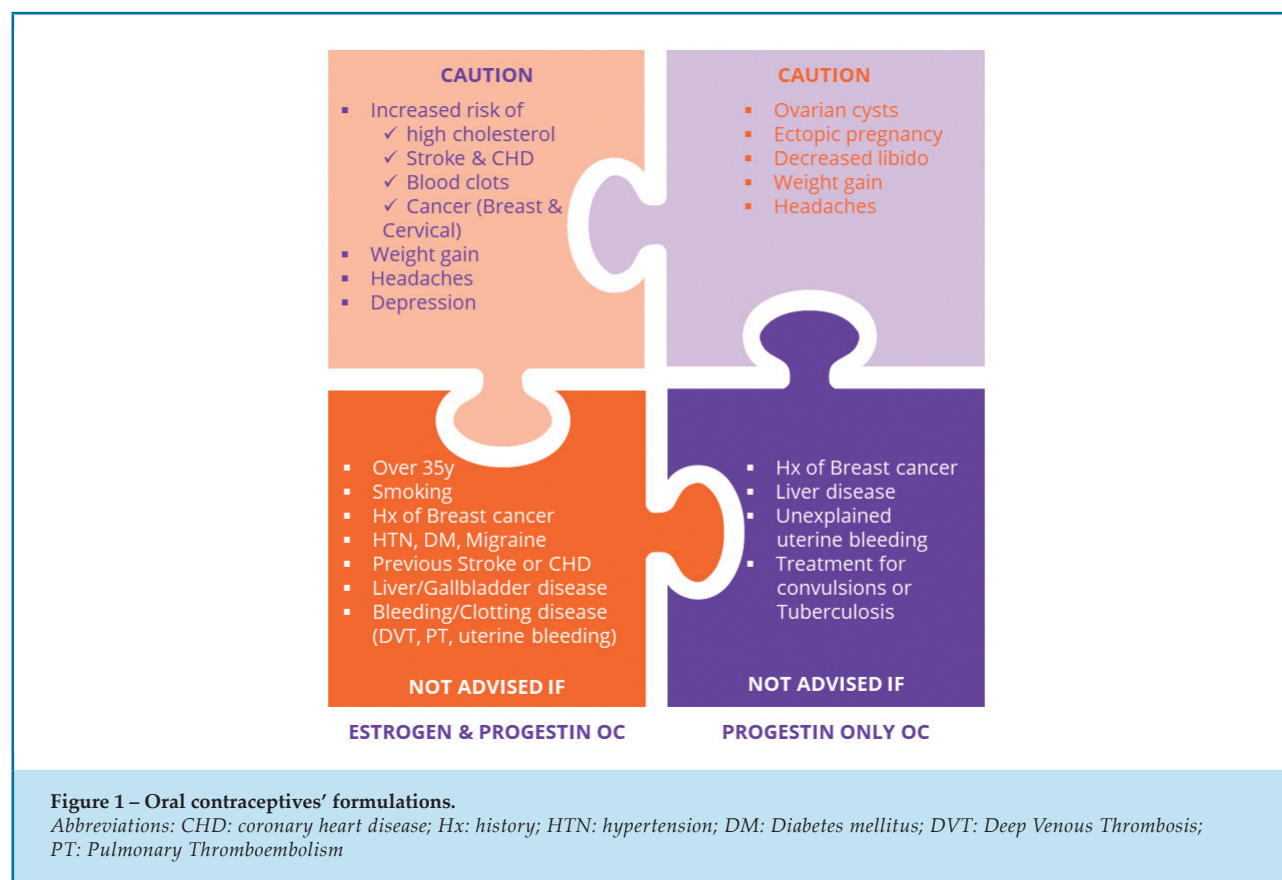 CAUTION
▪ Increased risk of
✓ high cholesterol
✓ Stroke & CHD
✓ Blood clots
✓ Cancer (Breast &
Cervical)
▪ Weight gain
▪ Headaches
▪ Depression
CAUTION
▪ Ovarian cysts
▪ Ectopic pregnancy
▪ Decreased libido
▪ Weight gain
▪ Headaches
▪ Over 35y
▪ Smoking
▪ Hx of Breast cancer
▪ HTN, DM, Migraine
▪ Previous Stroke or CHD
▪ Liver/Gallbladder disease
▪ Bleeding/Clotting disease
(DVT, PT, uterine bleeding)
NOT ADVISED IF
▪ Hx of Breast cancer
▪ Liver disease
▪ Unexplained
uterine bleeding
▪ Treatment for
convulsions or
Tuberculosis
NOT ADVISED IF
ESTROGEN & PROGESTIN OC
PROGESTIN ONLY OC
Figure 1 – Oral contraceptives’ formulations.
Abbreviations: CHD: coronary heart disease; Hx: history; HTN: hypertension; DM: Diabetes mellitus; DVT: Deep Venous Thrombosis;
PT: Pulmonary Thromboembolism